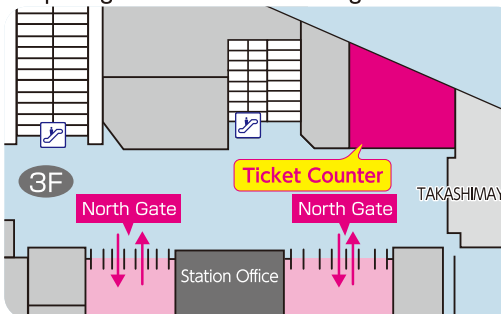 3F
Ticket Counter
TAKASHIMAY
North Gate
North Gate
Station Office